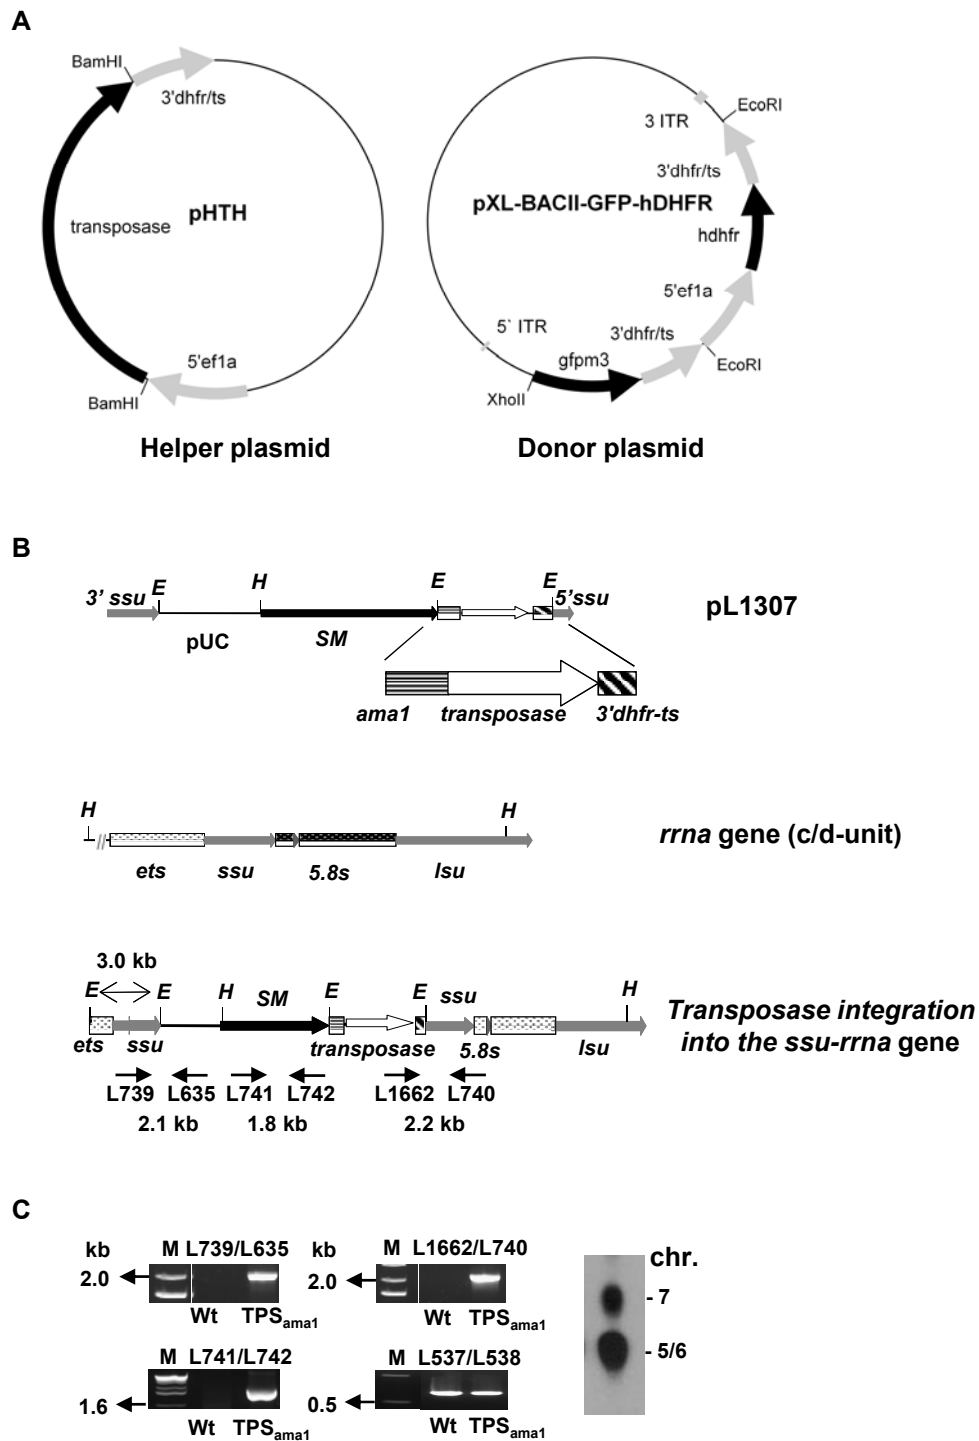 A
BamHI
3'dhfr/ts
transposase
pHTH
5'ef1a
BamHI
Helper plasmid
3 ITR
EcoRI
3'dhfr/ts
pXL-BACII-GFP-hDHFR
hdhfr
5'ef1a
5` ITR
3'dhfr/ts
gfpm3
EcoRI
XhoII
Donor plasmid
B
3' ssu E H E E 5'ssu
pUC SM
pL1307
ama1 transposase 3'dhfr-ts
H H
ets ssu 5.8s lsu
rrna gene (c/d-unit)
3.0 kb
E E H SM E E ssu H
ets ssu transposase 5.8s lsu
Transposase integration
into the ssu-rrna gene
L739 L635 L741 L742 L1662 L740
2.1 kb 1.8 kb 2.2 kb
C
kb M L739/L635
2.0
Wt TPSama1
kb M L1662/L740
2.0
Wt TPSama1
M L741/L742
1.6
Wt TPSama1
M L537/L538
0.5
Wt TPSama1
chr.
- 7
- 5/6